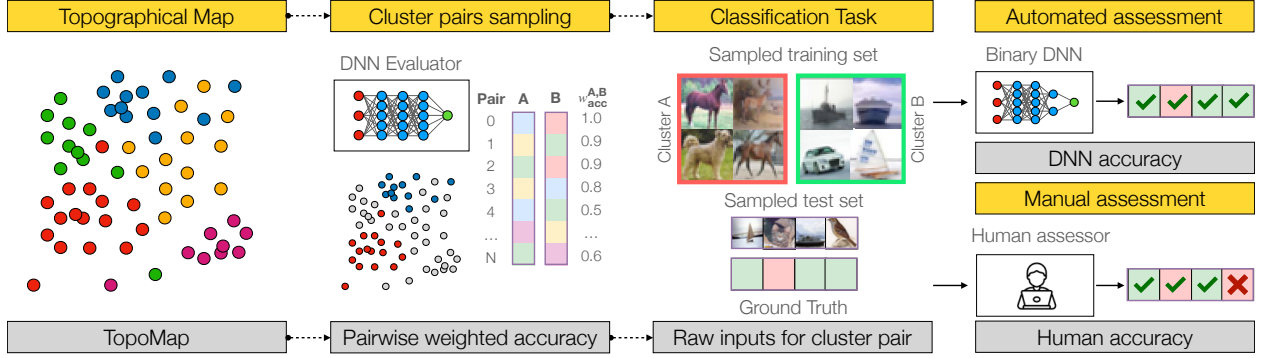 Topographical Map
Cluster pairs sampling
Classification Task
Automated assessment
DNN Evaluator
Pair A B w A,B acc
0 1.0
1 0.9
2 0.9
3 0.8
4 0.5
... ...
N 0.6
Sampled training set
Cluster A
Cluster B
Sampled test set
Ground Truth
Binary DNN
DNN accuracy
Manual assessment
Human assessor
TopoMap
Pairwise weighted accuracy
Raw inputs for cluster pair
Human accuracy